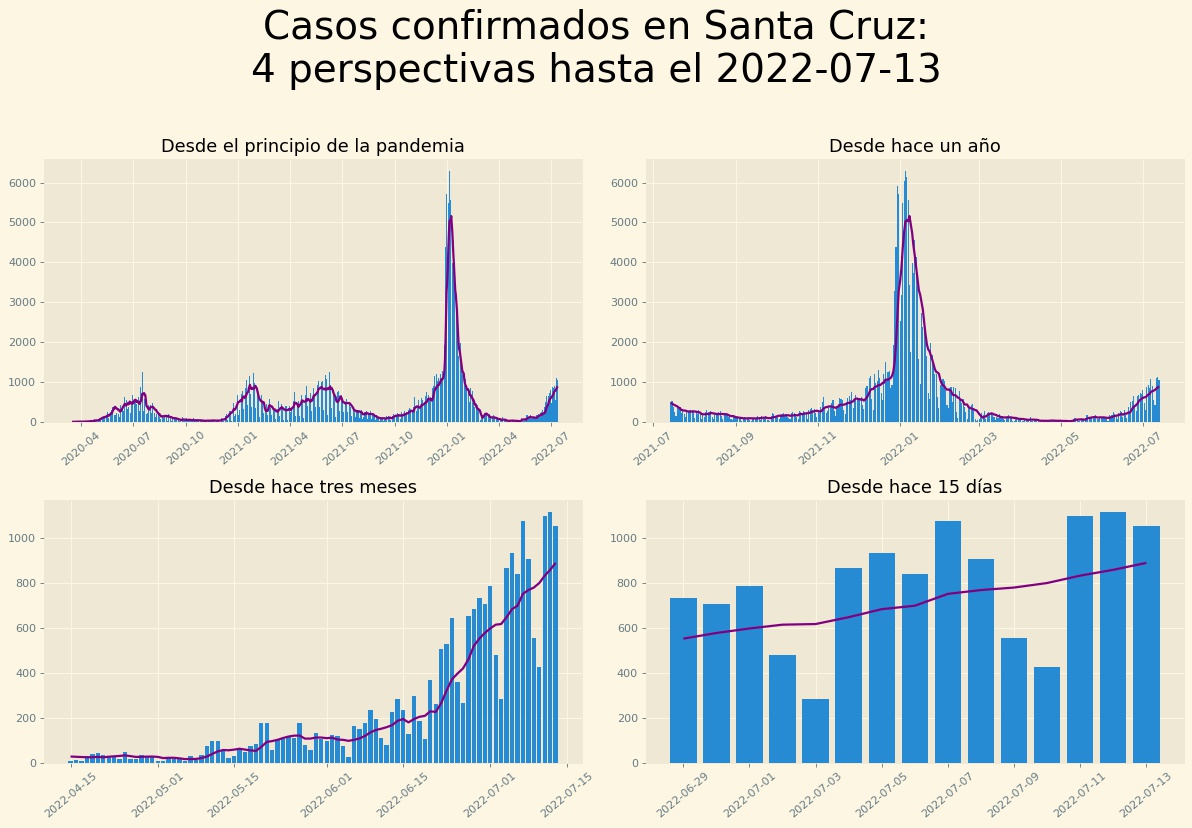 Casos confirmados en Santa Cruz:
4 perspectivas hasta el 2022-07-13
Desde el principio de la pandemia
6000
5000
4000
3000
2000
1000
0
2020-04 2020-07 2020-10 2021-01 2021-04 2021-07 2021-10 2022-01 2022-04 2022-07
Desde hace un año
6000
5000
4000
3000
2000
1000
0
2021-07 2021-09 2021-11 2022-01 2022-03 2022-05 2022-07
Desde hace tres meses
1000
800
600
400
200
0
2022-04-15 2022-05-01 2022-05-15 2022-06-01 2022-06-15 2022-07-01 2022-07-15
Desde hace 15 días
1000
800
600
400
200
0
2022-06-29 2022-07-01 2022-07-03 2022-07-05 2022-07-07 2022-07-09 2022-07-11 2022-07-13